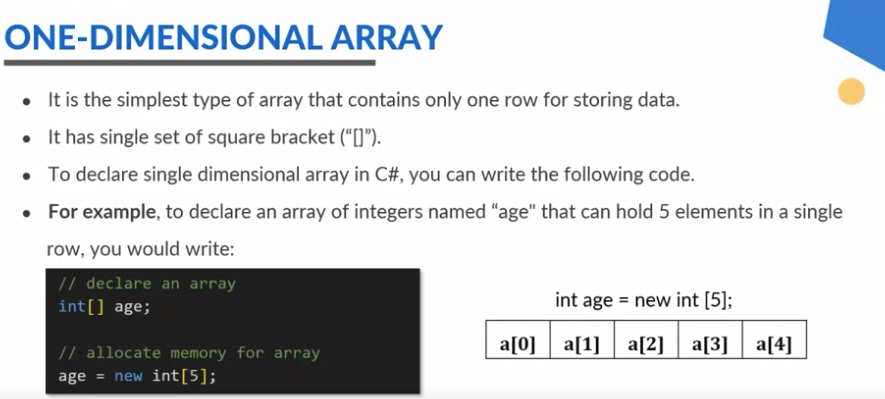 ONE-DIMENSIONAL ARRAY
It is the simplest type of array that contains only one row for storing data.
It has single set of square bracket (“[]”).
To declare single dimensional array in C#, you can write the following code.
For example, to declare an array of integers named “age" that can hold 5 elements in a single
row, you would write:
// declare an array
int[] age;
// allocate memory for array
age = new int[5];
int age = new int [5];
a[0] a[1] a[2] a[3] a[4]